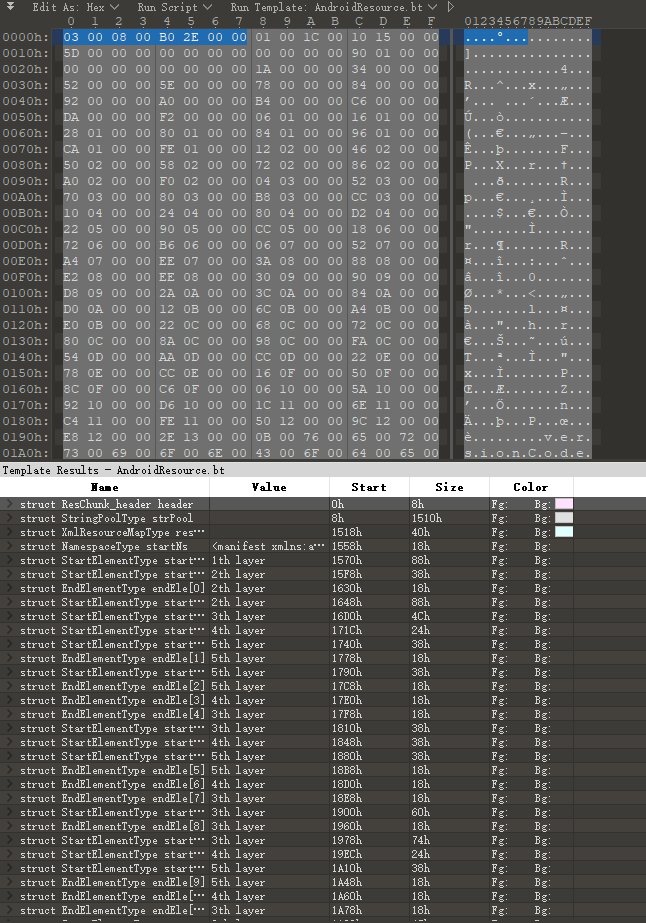 Edit As: Hex Run Script Run Template: AndroidResource.bt
0 1 2 3 4 5 6 7 8 9 A B C D E F 0123456789ABCDEF
0000h: 03 00 08 00 B0 2E 00 00 01 00 1C 00 10 15 00 00 ....°...........
0010h: 5D 00 00 00 00 00 00 00 00 00 00 00 90 01 00 00 ]...............
0020h: 00 00 00 00 00 00 00 00 1A 00 00 00 34 00 00 00 ............4...
0030h: 52 00 00 00 5E 00 00 00 78 00 00 00 84 00 00 00 R...^...x...„...
0040h: 92 00 00 00 A0 00 00 00 B4 00 00 00 C6 00 00 00 ’... ...´...Æ...
0050h: DA 00 00 00 F2 00 00 00 06 01 00 00 16 01 00 00 Ú...ò...........
0060h: 28 01 00 00 80 01 00 00 84 01 00 00 96 01 00 00 (...€...„...–...
0070h: CA 01 00 00 FE 01 00 00 12 02 00 00 46 02 00 00 Ê...þ.......F...
0080h: 50 02 00 00 58 02 00 00 72 02 00 00 86 02 00 00 P...X...r...†...
0090h: A0 02 00 00 F0 02 00 00 04 03 00 00 52 03 00 00  ...ð.......R...
00A0h: 70 03 00 00 80 03 00 00 B8 03 00 00 CC 03 00 00 p...€...¸...Ì...
00B0h: 10 04 00 00 24 04 00 00 80 04 00 00 D2 04 00 00 ....$...€...Ò...
00C0h: 22 05 00 00 90 05 00 00 CC 05 00 00 18 06 00 00 ".......Ì.......
00D0h: 72 06 00 00 B6 06 00 00 06 07 00 00 52 07 00 00 r...¶.......R...
00E0h: A4 07 00 00 EE 07 00 00 3A 08 00 00 88 08 00 00 ¤...î...:...ˆ...
00F0h: E2 08 00 00 EE 08 00 00 30 09 00 00 90 09 00 00 â...î...0.......
0100h: D8 09 00 00 2A 0A 00 00 3C 0A 00 00 84 0A 00 00 Ø...*...<...„...
0110h: D0 0A 00 00 12 0B 00 00 6C 0B 00 00 A4 0B 00 00 Ð.......l...¤...
0120h: E0 0B 00 00 22 0C 00 00 68 0C 00 00 72 0C 00 00 à..."...h...r...
0130h: 80 0C 00 00 8A 0C 00 00 98 0C 00 00 FA 0C 00 00 €...Š...˜...ú...
0140h: 54 0D 00 00 AA 0D 00 00 CC 0D 00 00 22 0E 00 00 T...ª...Ì..."...
0150h: 78 0E 00 00 CC 0E 00 00 16 0F 00 00 50 0F 00 00 x...Ì.......P...
0160h: 8C 0F 00 00 C6 0F 00 00 06 10 00 00 5A 10 00 00 Œ...Æ.......Z...
0170h: 92 10 00 00 D6 10 00 00 1C 11 00 00 6E 11 00 00 ’...Ö.......n...
0180h: C4 11 00 00 FE 11 00 00 50 12 00 00 9C 12 00 00 Ä...þ...P...œ...
0190h: E8 12 00 00 2E 13 00 00 0B 00 76 00 65 00 72 00 è.........v.e.r.
01A0h: 73 00 69 00 6F 00 6E 00 43 00 6F 00 64 00 65 00 s.i.o.n.C.o.d.e.
Template Results - AndroidResource.bt
Name Value Start Size Color
struct ResChunk_header header 0h 8h Fg: Bg:
struct StringPoolType strPool 8h 1510h Fg: Bg:
struct XmlResourceMapType res··· 1518h 40h Fg: Bg:
struct NamespaceType startNs <manifest xmlns:a··· 1558h 18h Fg: Bg:
struct StartElementType start··· 1th layer 1570h 88h Fg: Bg:
struct StartElementType start··· 2th layer 15F8h 38h Fg: Bg:
struct EndElementType endEle[0] 2th layer 1630h 18h Fg: Bg:
struct StartElementType start··· 2th layer 1648h 88h Fg: Bg:
struct StartElementType start··· 3th layer 16D0h 4Ch Fg: Bg:
struct StartElementType start··· 4th layer 171Ch 24h Fg: Bg:
struct StartElementType start··· 5th layer 1740h 38h Fg: Bg:
struct EndElementType endEle[1] 5th layer 1778h 18h Fg: Bg:
struct StartElementType start··· 5th layer 1790h 38h Fg: Bg:
struct EndElementType endEle[2] 5th layer 17C8h 18h Fg: Bg:
struct EndElementType endEle[3] 4th layer 17E0h 18h Fg: Bg:
struct EndElementType endEle[4] 3th layer 17F8h 18h Fg: Bg:
struct StartElementType start··· 3th layer 1810h 38h Fg: Bg:
struct StartElementType start··· 4th layer 1848h 38h Fg: Bg:
struct StartElementType start··· 5th layer 1880h 38h Fg: Bg:
struct EndElementType endEle[5] 5th layer 18B8h 18h Fg: Bg:
struct EndElementType endEle[6] 4th layer 18D0h 18h Fg: Bg:
struct EndElementType endEle[7] 3th layer 18E8h 18h Fg: Bg:
struct StartElementType start··· 3th layer 1900h 60h Fg: Bg:
struct EndElementType endEle[8] 3th layer 1960h 18h Fg: Bg:
struct StartElementType start··· 3th layer 1978h 74h Fg: Bg:
struct StartElementType start··· 4th layer 19ECh 24h Fg: Bg:
struct StartElementType start··· 5th layer 1A10h 38h Fg: Bg:
struct EndElementType endEle[9] 5th layer 1A48h 18h Fg: Bg:
struct EndElementType endEle[··· 4th layer 1A60h 18h Fg: Bg:
struct EndElementType endEle[··· 3th layer 1A78h 18h Fg: Bg: